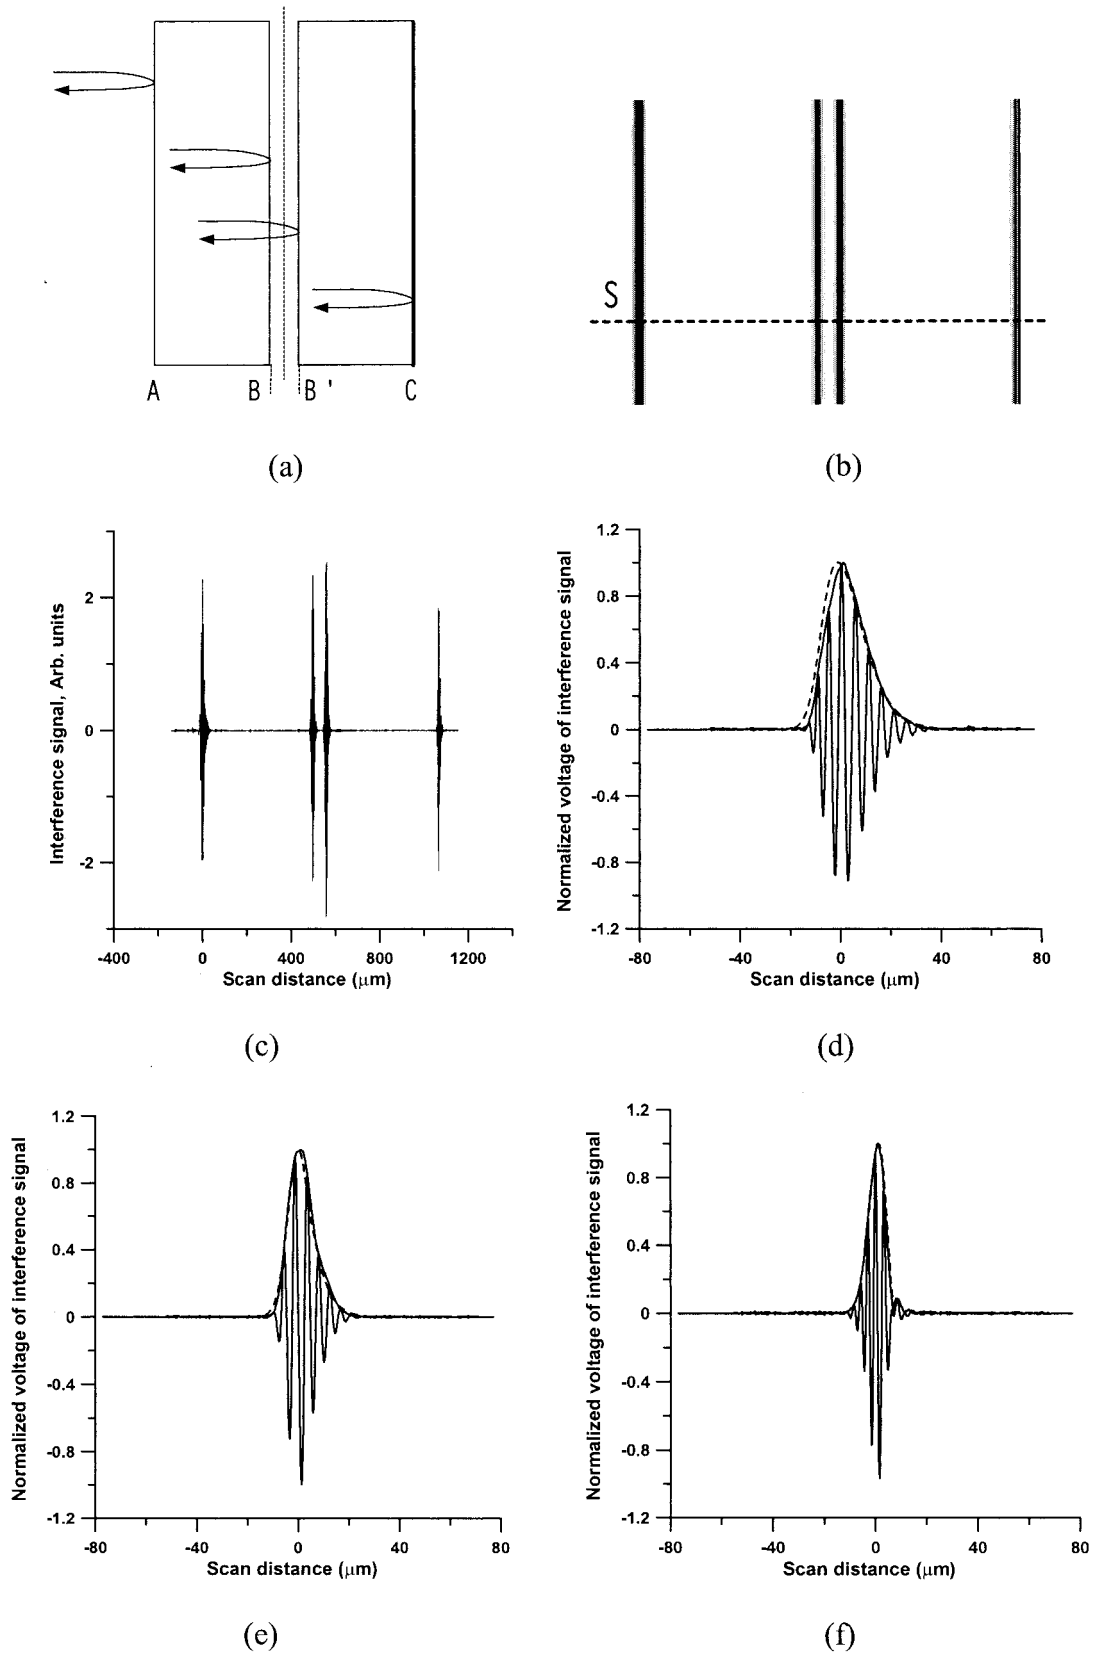 A B B ' C
S
(a)
(b)
Interference signal, Arb. units
2
0
-2
-400 0 400 800 1200
Scan distance (μm)
(c)
Normalized voltage of interference signal
1.2
0.8
0.4
0
-0.4
-0.8
-1.2
-80 -40 0 40 80
Scan distance (μm)
(d)
Normalized voltage of interference signal
1.2
0.8
0.4
0
-0.4
-0.8
-1.2
-80 -40 0 40 80
Scan distance (μm)
(e)
Normalized voltage of interference signal
1.2
0.8
0.4
0
-0.4
-0.8
-1.2
-80 -40 0 40 80
Scan distance (μm)
(f)